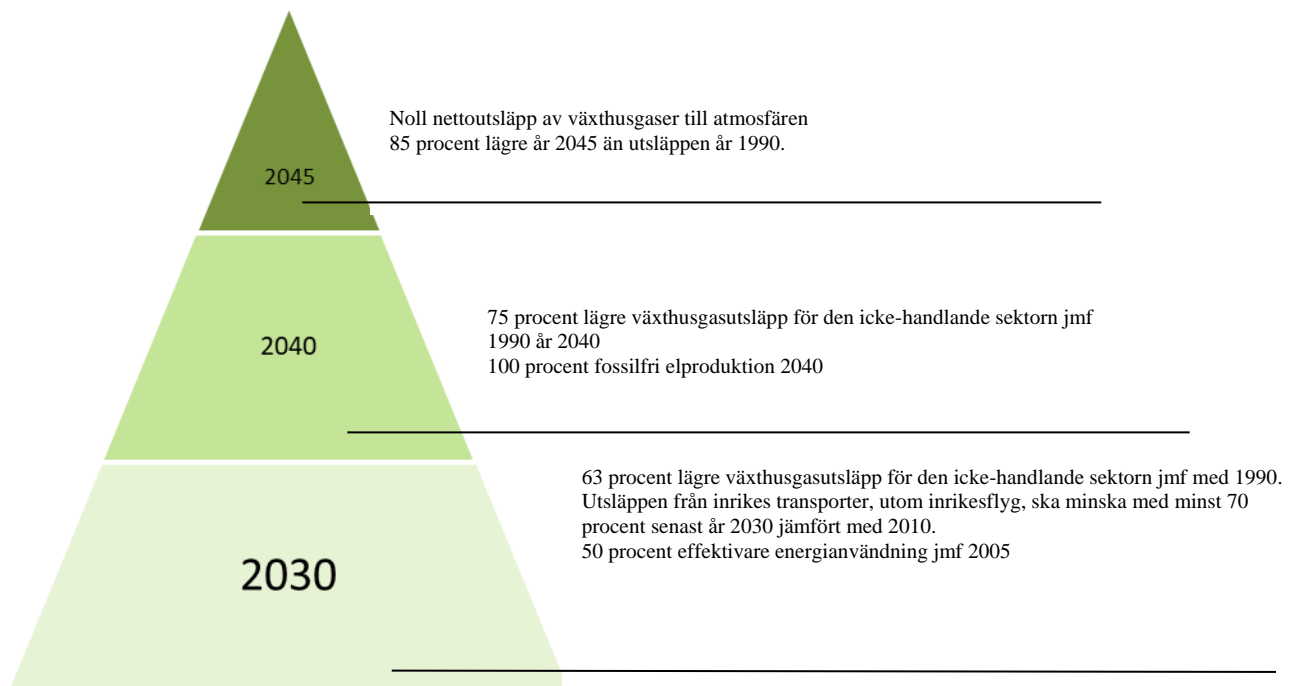 Noll nettoutsläpp av växthusgaser till atmosfären
85 procent lägre år 2045 än utsläppen år 1990.
2045
75 procent lägre växthusgasutsläpp för den icke-handlande sektorn jmf
1990 år 2040
100 procent fossilfri elproduktion 2040
2040
63 procent lägre växthusgasutsläpp för den icke-handlande sektorn jmf med 1990.
Utsläppen från inrikes transporter, utom inrikesflyg, ska minska med minst 70
procent senast år 2030 jämfört med 2010.
50 procent effektivare energianvändning jmf 2005
2030